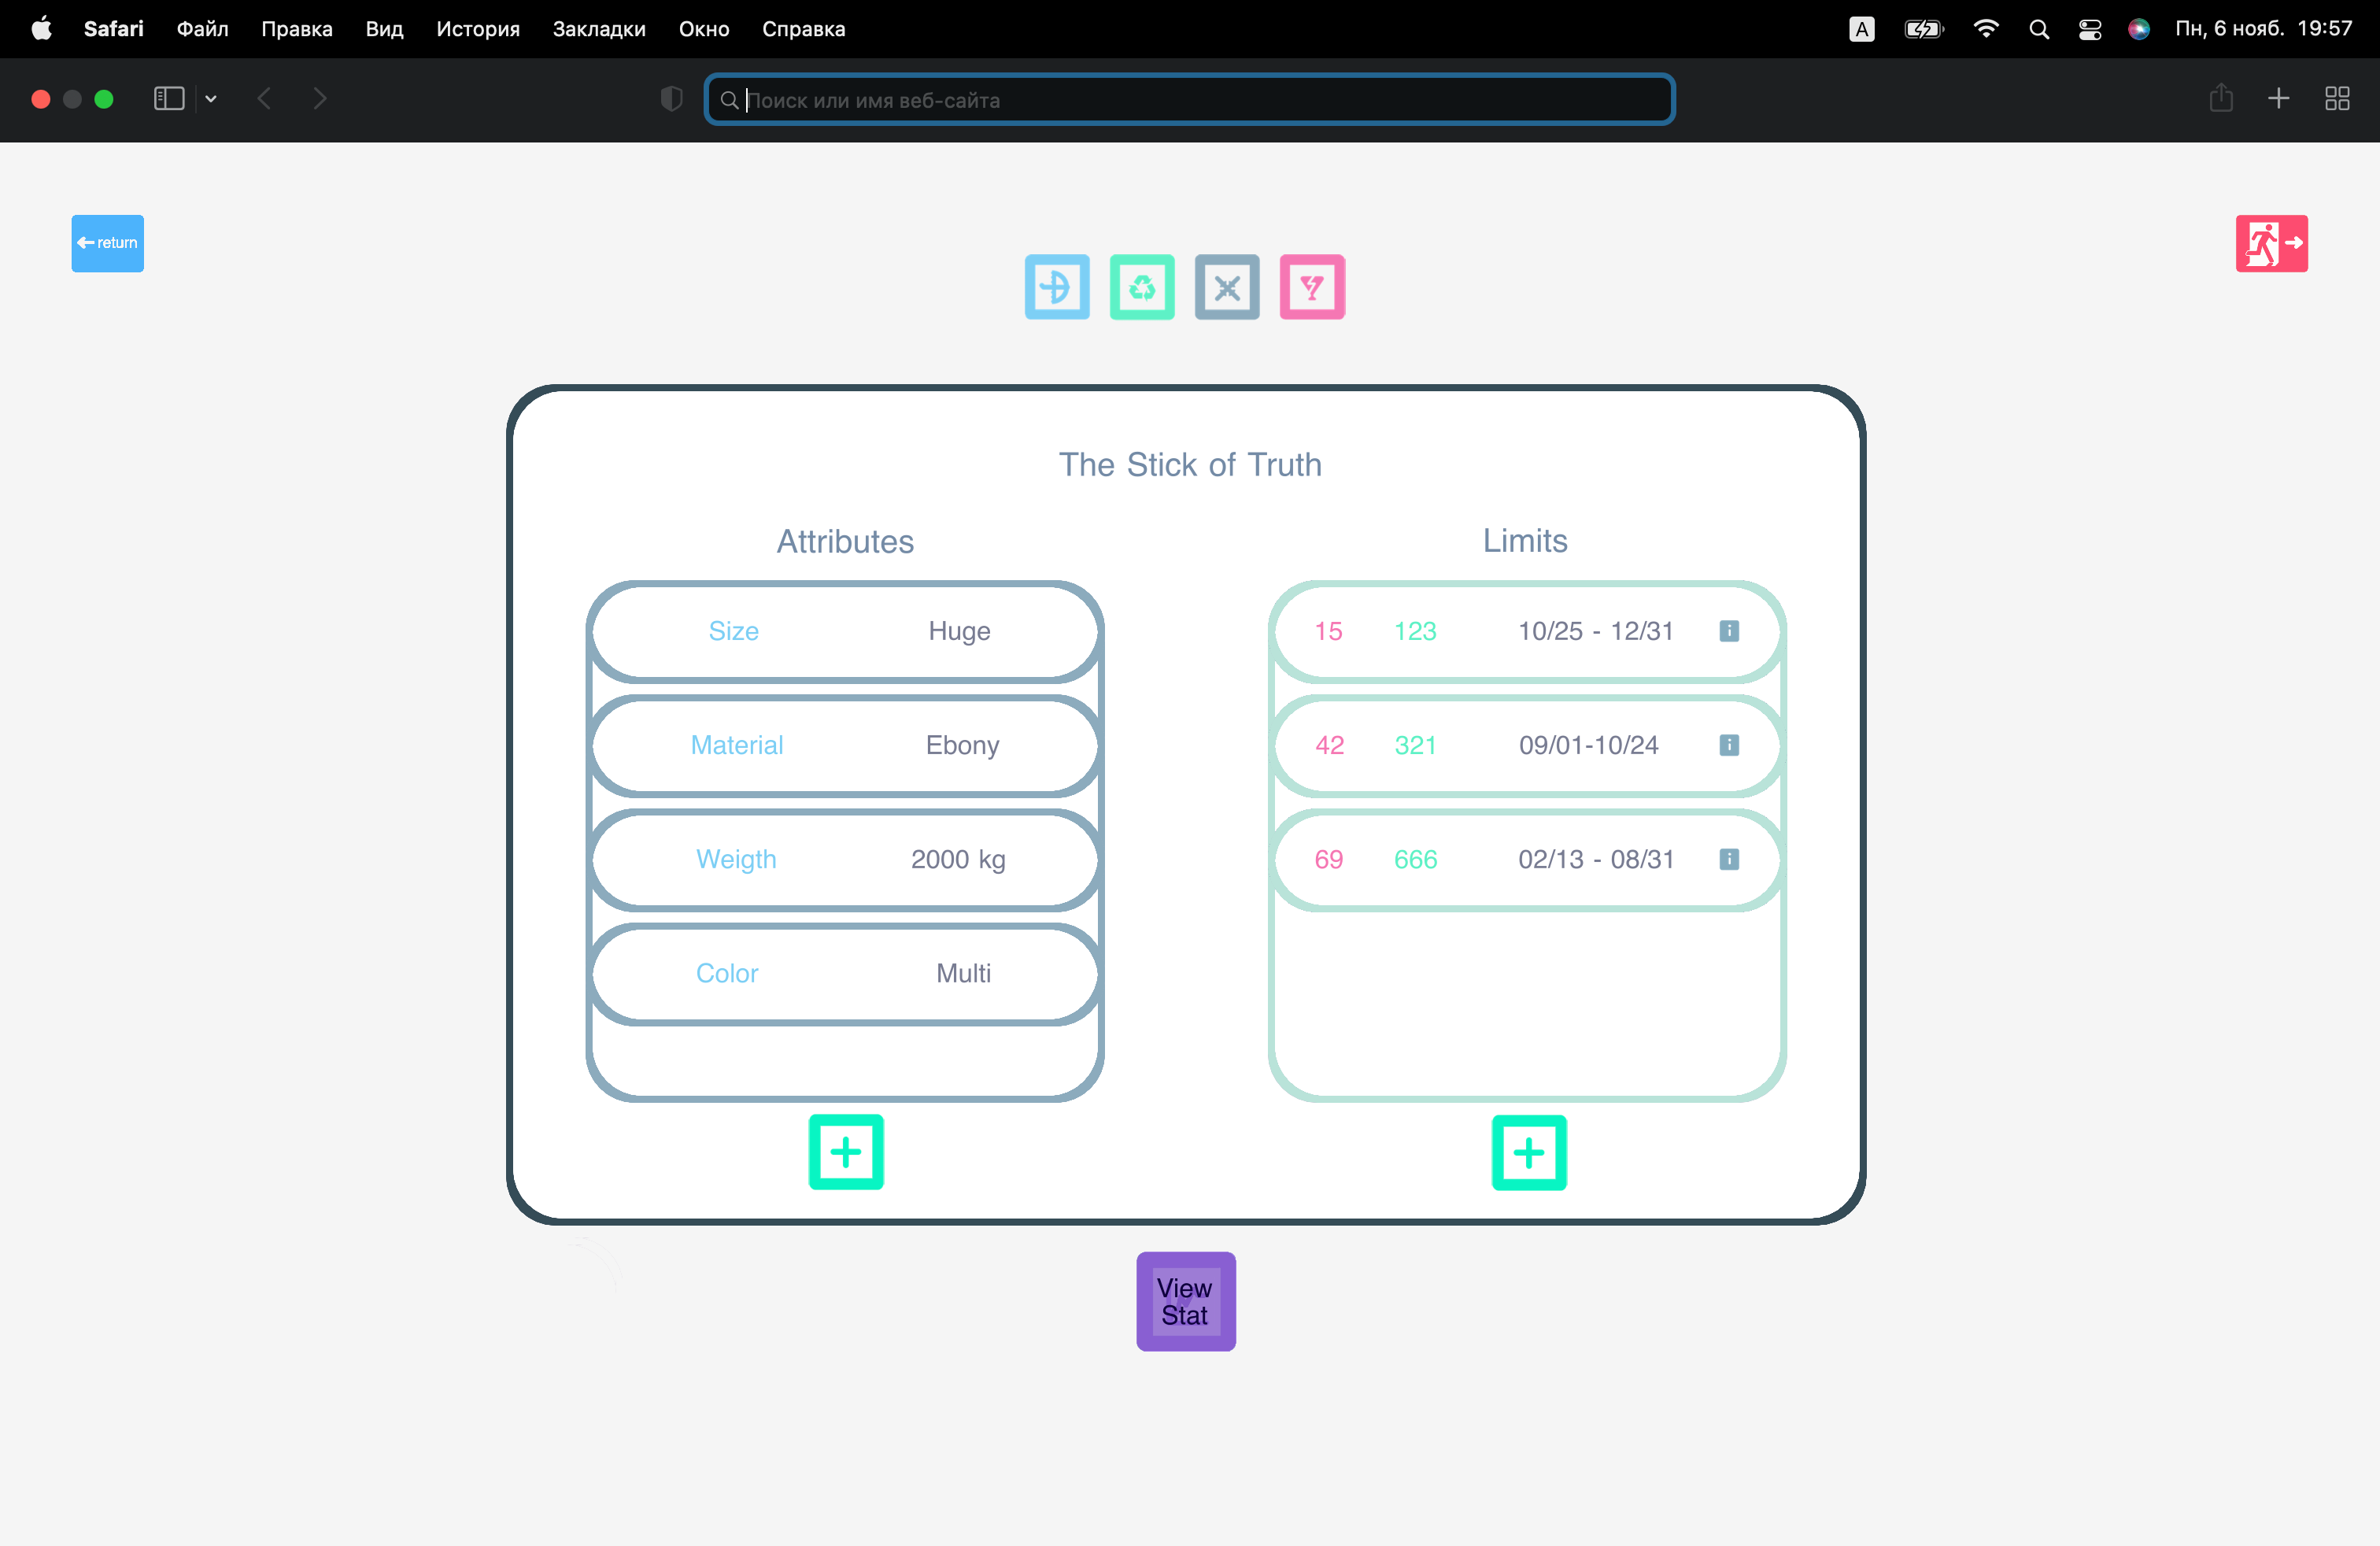 Safari Файл Правка Вид История Закладки Окно Справка A Пн, 6 нояб. 19:57
Поиск или имя веб-сайта
return
The Stick of Truth
Attributes
Limits
Size Huge
15 123 10/25 - 12/31 i
Material Ebony
42 321 09/01-10/24 i
Weigth 2000 kg
69 666 02/13 - 08/31 i
Color Multi
View
Stat